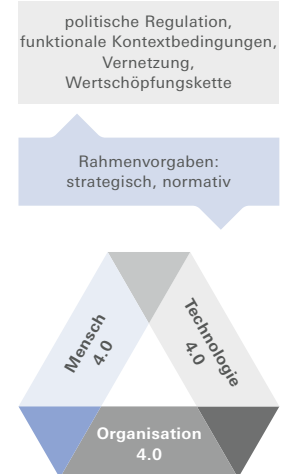 politische Regulation,
funktionale Kontextbedingungen,
Vernetzung,
Wertschöpfungskette
Rahmenvorgaben:
strategisch, normativ
Mensch
4.0
Technologie
4.0
Organisation
4.0